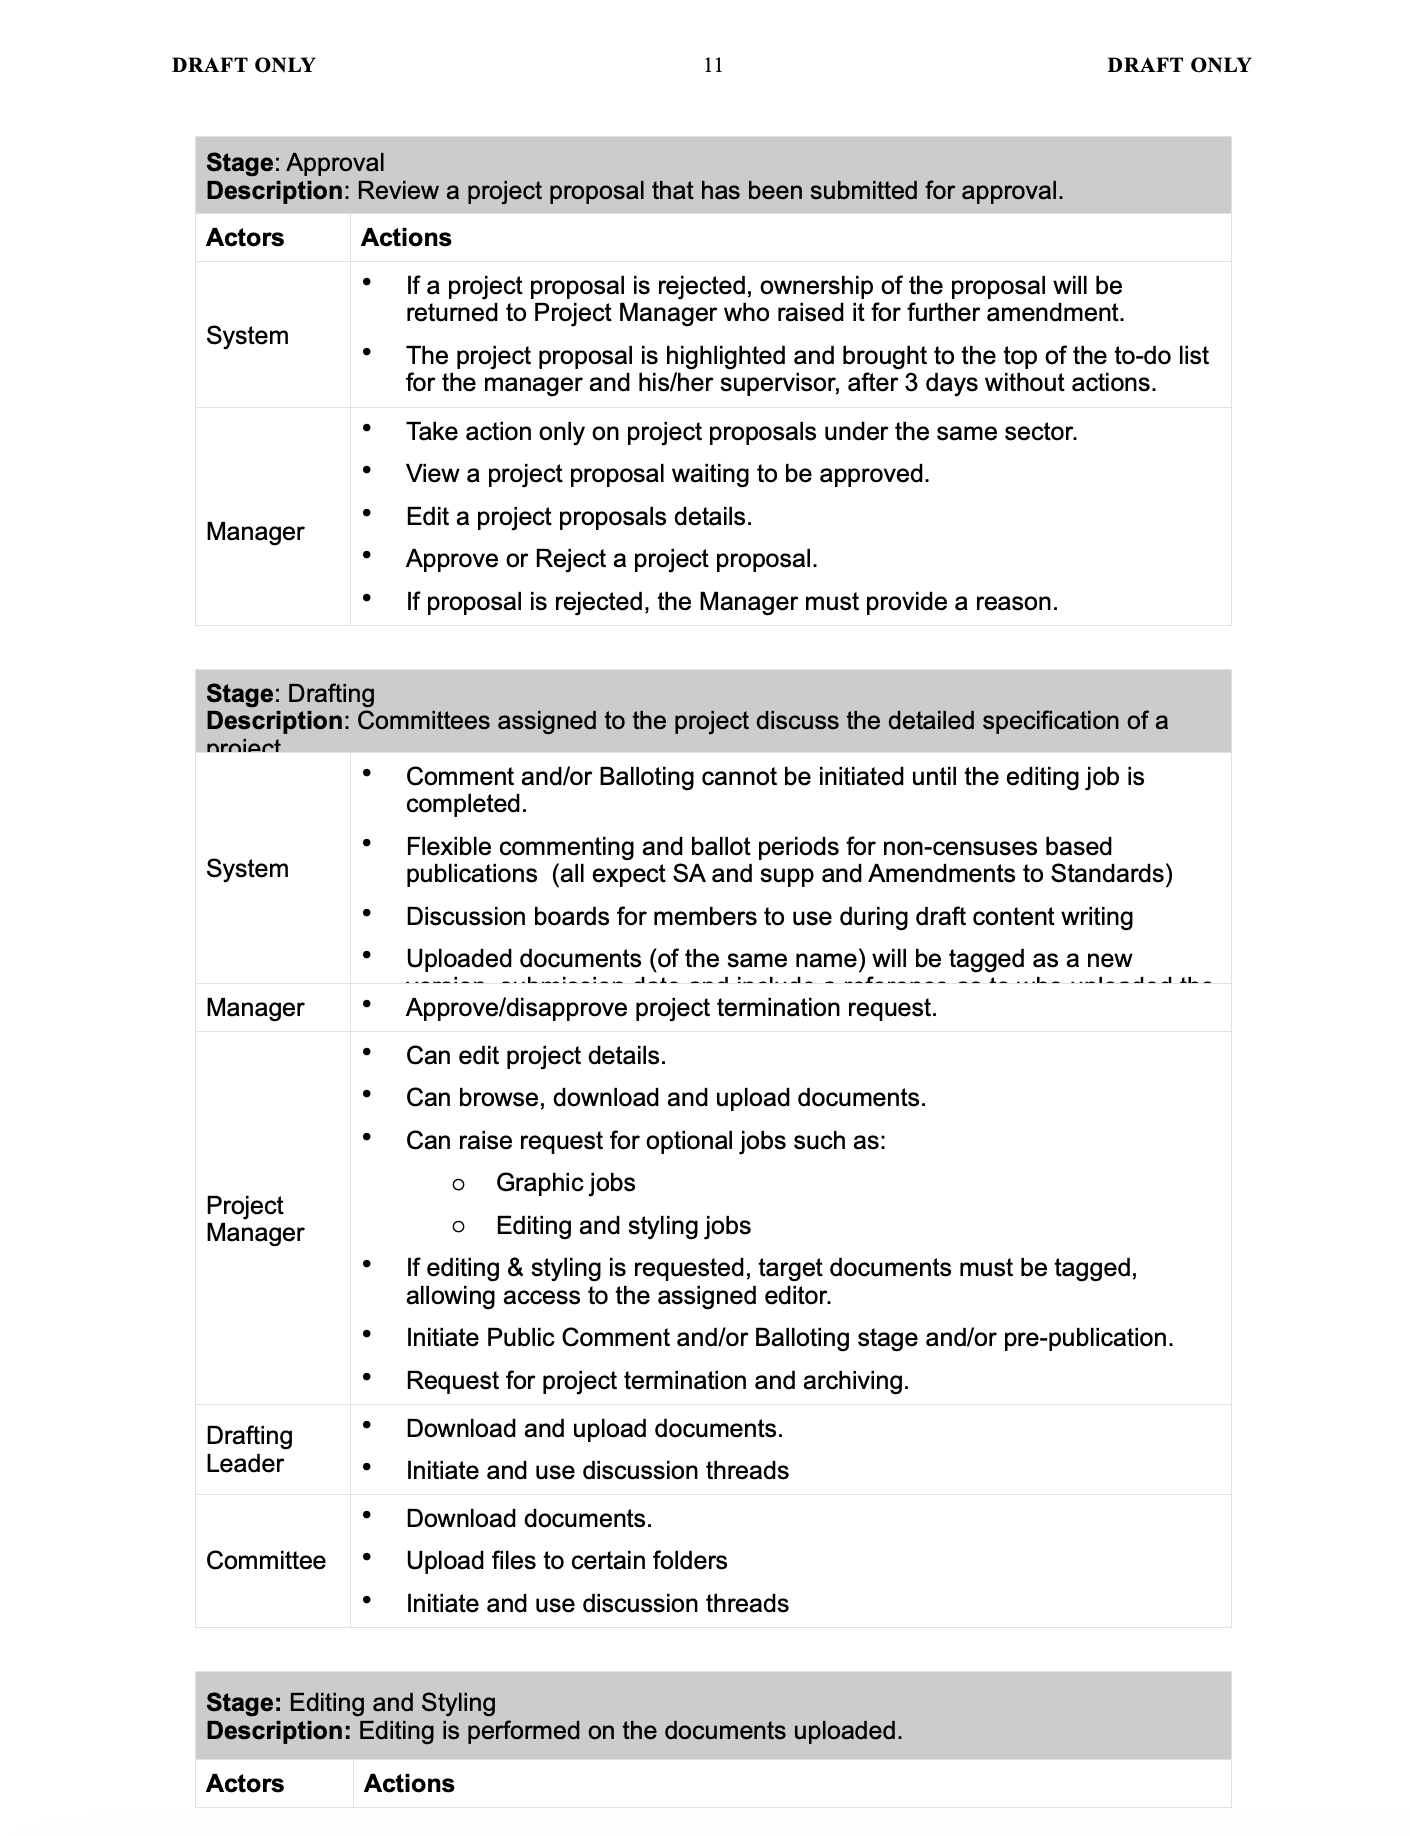 DRAFT ONLY 11 DRAFT ONLY
Stage: Approval
Description: Review a project proposal that has been submitted for approval.
Actors Actions
System
• If a project proposal is rejected, ownership of the proposal will be
returned to Project Manager who raised it for further amendment.
• The project proposal is highlighted and brought to the top of the to-do list
for the manager and his/her supervisor, after 3 days without actions.
Manager
• Take action only on project proposals under the same sector.
• View a project proposal waiting to be approved.
• Edit a project proposals details.
• Approve or Reject a project proposal.
• If proposal is rejected, the Manager must provide a reason.
Stage: Drafting
Description: Committees assigned to the project discuss the detailed specification of a
project
System
• Comment and/or Balloting cannot be initiated until the editing job is
completed.
• Flexible commenting and ballot periods for non-censuses based
publications  (all expect SA and supp and Amendments to Standards)
• Discussion boards for members to use during draft content writing
• Uploaded documents (of the same name) will be tagged as a new
version, submission date and include a reference as to who uploaded the
Manager
• Approve/disapprove project termination request.
Project
Manager
• Can edit project details.
• Can browse, download and upload documents.
• Can raise request for optional jobs such as:
o Graphic jobs
o Editing and styling jobs
• If editing & styling is requested, target documents must be tagged,
allowing access to the assigned editor.
• Initiate Public Comment and/or Balloting stage and/or pre-publication.
• Request for project termination and archiving.
Drafting
Leader
• Download and upload documents.
• Initiate and use discussion threads
Committee
• Download documents.
• Upload files to certain folders
• Initiate and use discussion threads
Stage: Editing and Styling
Description: Editing is performed on the documents uploaded.
Actors Actions